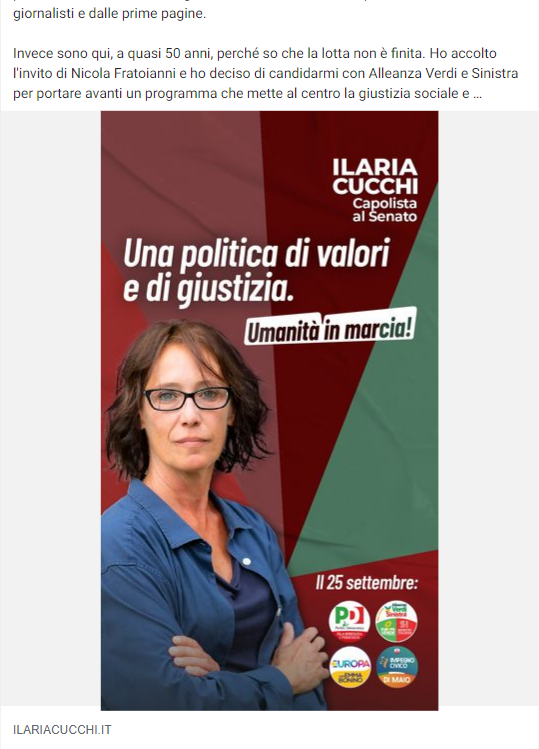 giornalisti e dalle prime pagine.
Invece sono qui, a quasi 50 anni, perché so che la lotta non è finita. Ho accolto
l'invito di Nicola Fratoianni e ho deciso di candidarmi con Alleanza Verdi e Sinistra
per portare avanti un programma che mette al centro la giustizia sociale e ...
ILARIA
CUCCHI
Capolista
al Senato
Una politica di valori
e di giustizia.
Umanità in marcia!
Il 25 settembre:
PD
Alleanza
Verdi
Sinistra
EUROPA
EMMA
BONINO
IMPEGNO
CIVICO
DI MAIO
ILARIACUCCHI.IT